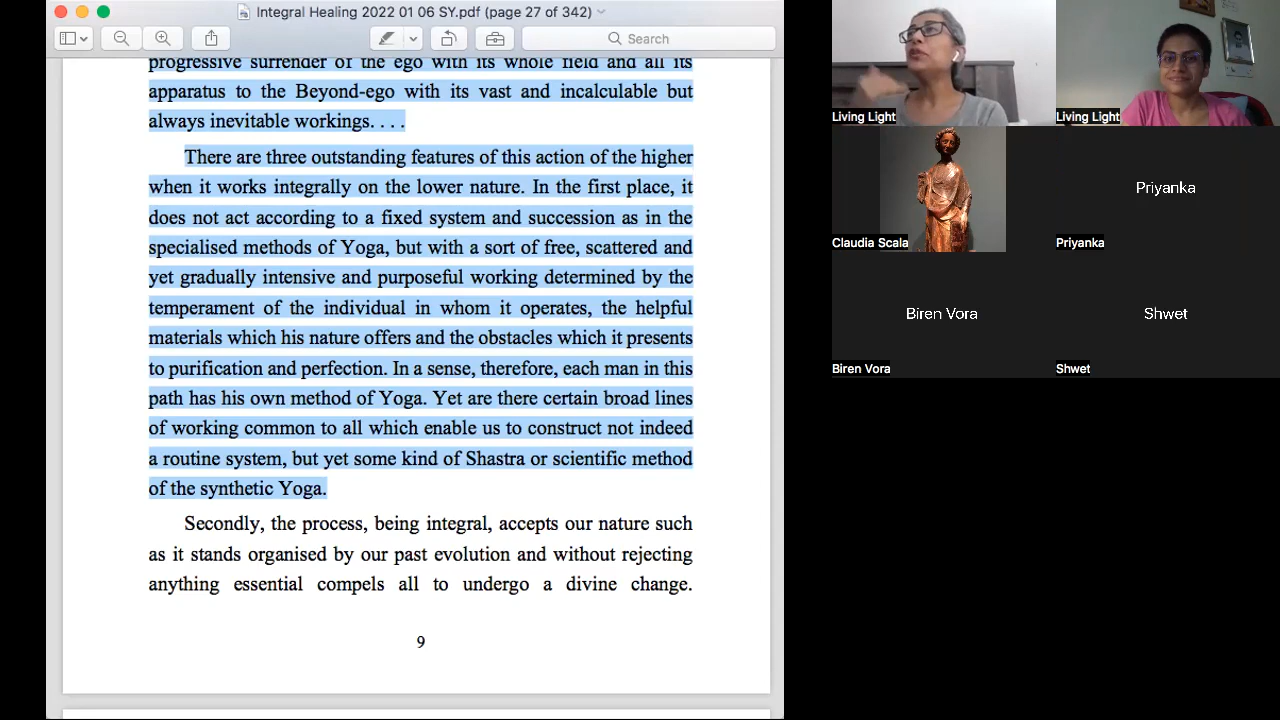 Integral Healing 2022 01 06 SY.pdf (page 27 of 342)
Search
progressive surrender of the ego with its whole field and all its
apparatus to the Beyond-ego with its vast and incalculable but
always inevitable workings. . . .
There are three outstanding features of this action of the higher
when it works integrally on the lower nature. In the first place, it
does not act according to a fixed system and succession as in the
specialised methods of Yoga, but with a sort of free, scattered and
yet gradually intensive and purposeful working determined by the
temperament of the individual in whom it operates, the helpful
materials which his nature offers and the obstacles which it presents
to purification and perfection. In a sense, therefore, each man in this
path has his own method of Yoga. Yet are there certain broad lines
of working common to all which enable us to construct not indeed
a routine system, but yet some kind of Shastra or scientific method
of the synthetic Yoga.
Secondly, the process, being integral, accepts our nature such
as it stands organised by our past evolution and without rejecting
anything essential compels all to undergo a divine change.
9
Living Light
Living Light
Claudia Scala
Priyanka
Priyanka
Biren Vora
Biren Vora
Shwet
Shwet